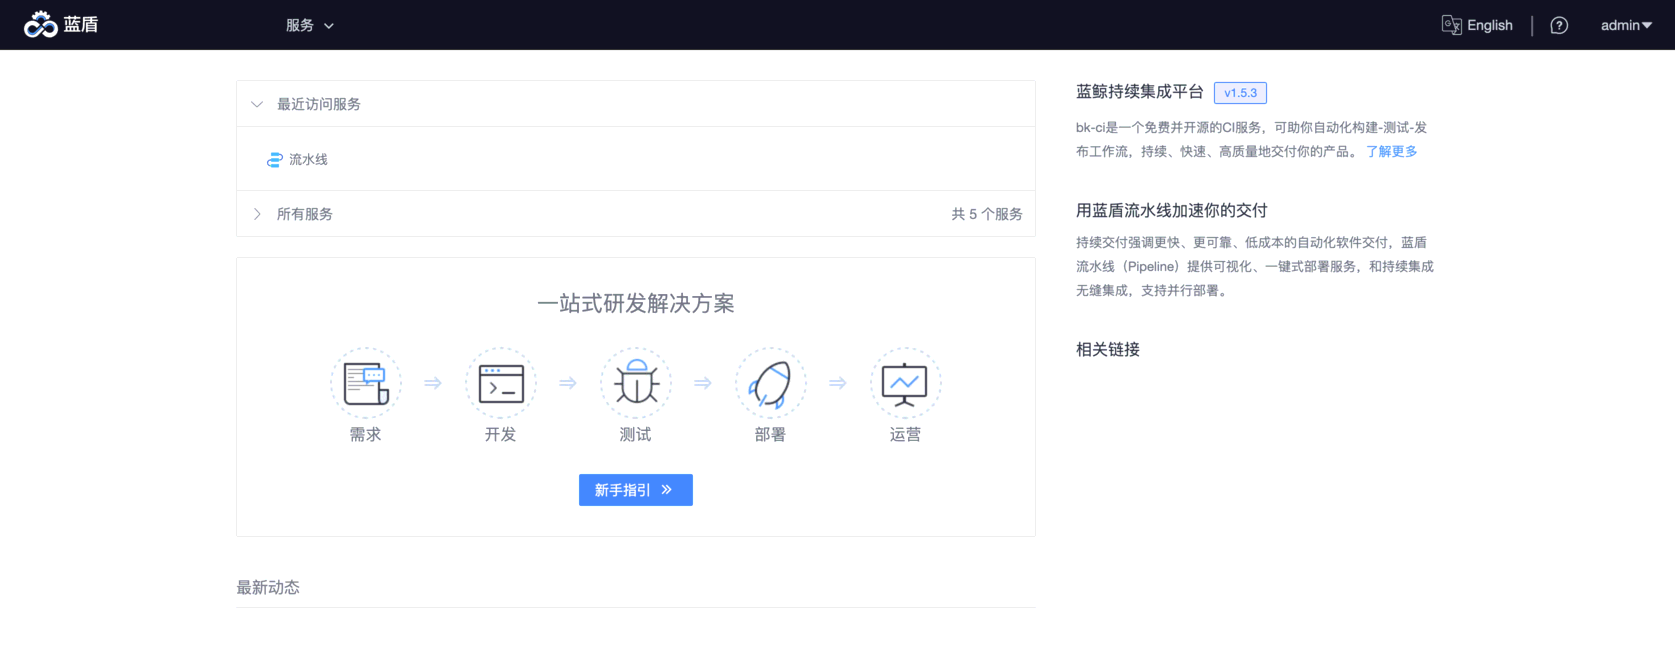 蓝盾
服务
English
admin
最近访问服务
流水线
所有服务
共 5 个服务
一站式研发解决方案
需求
开发
测试
部署
运营
新手指引
最新动态
蓝鲸持续集成平台 v1.5.3
bk-ci是一个免费并开源的CI服务，可助你自动化构建-测试-发
布工作流，持续、快速、高质量地交付你的产品。 了解更多
用蓝盾流水线加速你的交付
持续交付强调更快、更可靠、低成本的自动化软件交付，蓝盾
流水线（Pipeline）提供可视化、一键式部署服务，和持续集成
无缝集成，支持并行部署。
相关链接